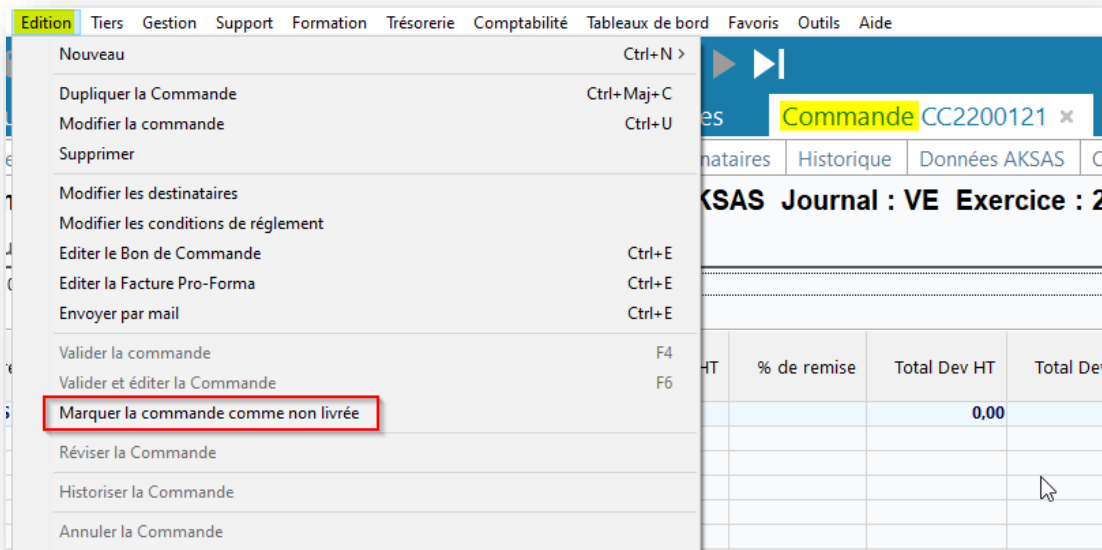 Edition Tiers Gestion Support Formation Trésorerie Comptabilité Tableaux de bord Favoris Outils Aide
Nouveau Ctrl+N >
Dupliquer la Commande Ctrl+Maj+C
Modifier la commande Ctrl+U
Supprimer
Modifier les destinataires
Modifier les conditions de réglement
Editer le Bon de Commande Ctrl+E
Editer la Facture Pro-Forma Ctrl+E
Envoyer par mail Ctrl+E
Valider la commande F4
Valider et éditer la Commande F6
Marquer la commande comme non livrée
Réviser la Commande
Historiser la Commande
Annuler la Commande
es Commande CC2200121 ×
nataires Historique Données AKSAS
KSAS Journal : VE Exercice : 2
HT % de remise Total Dev HT Total De
0,00